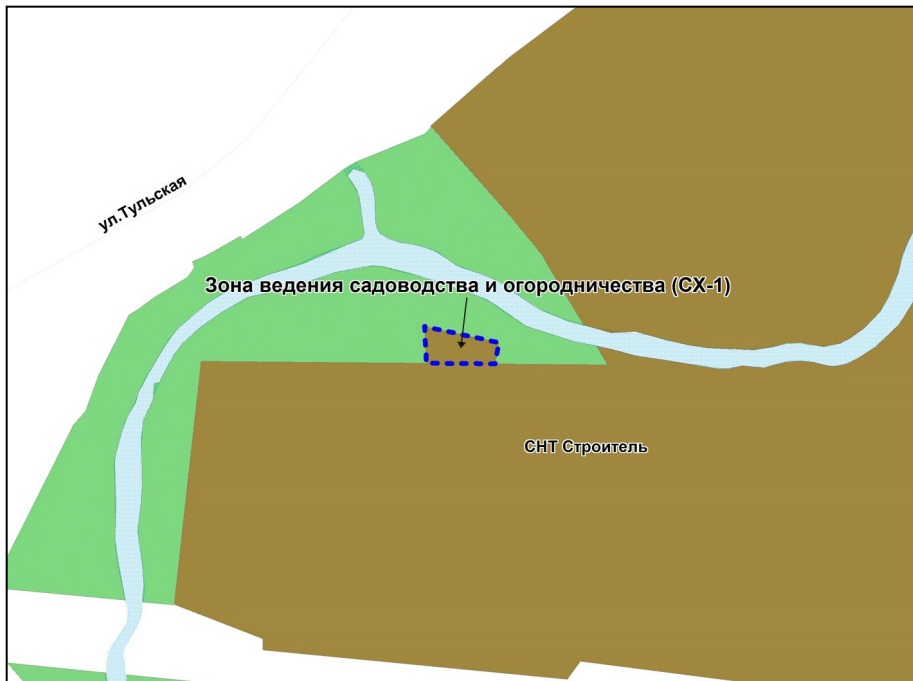 ул.Тульская
Зона ведения садоводства и огородничества (СХ-1)
СНТ Строитель